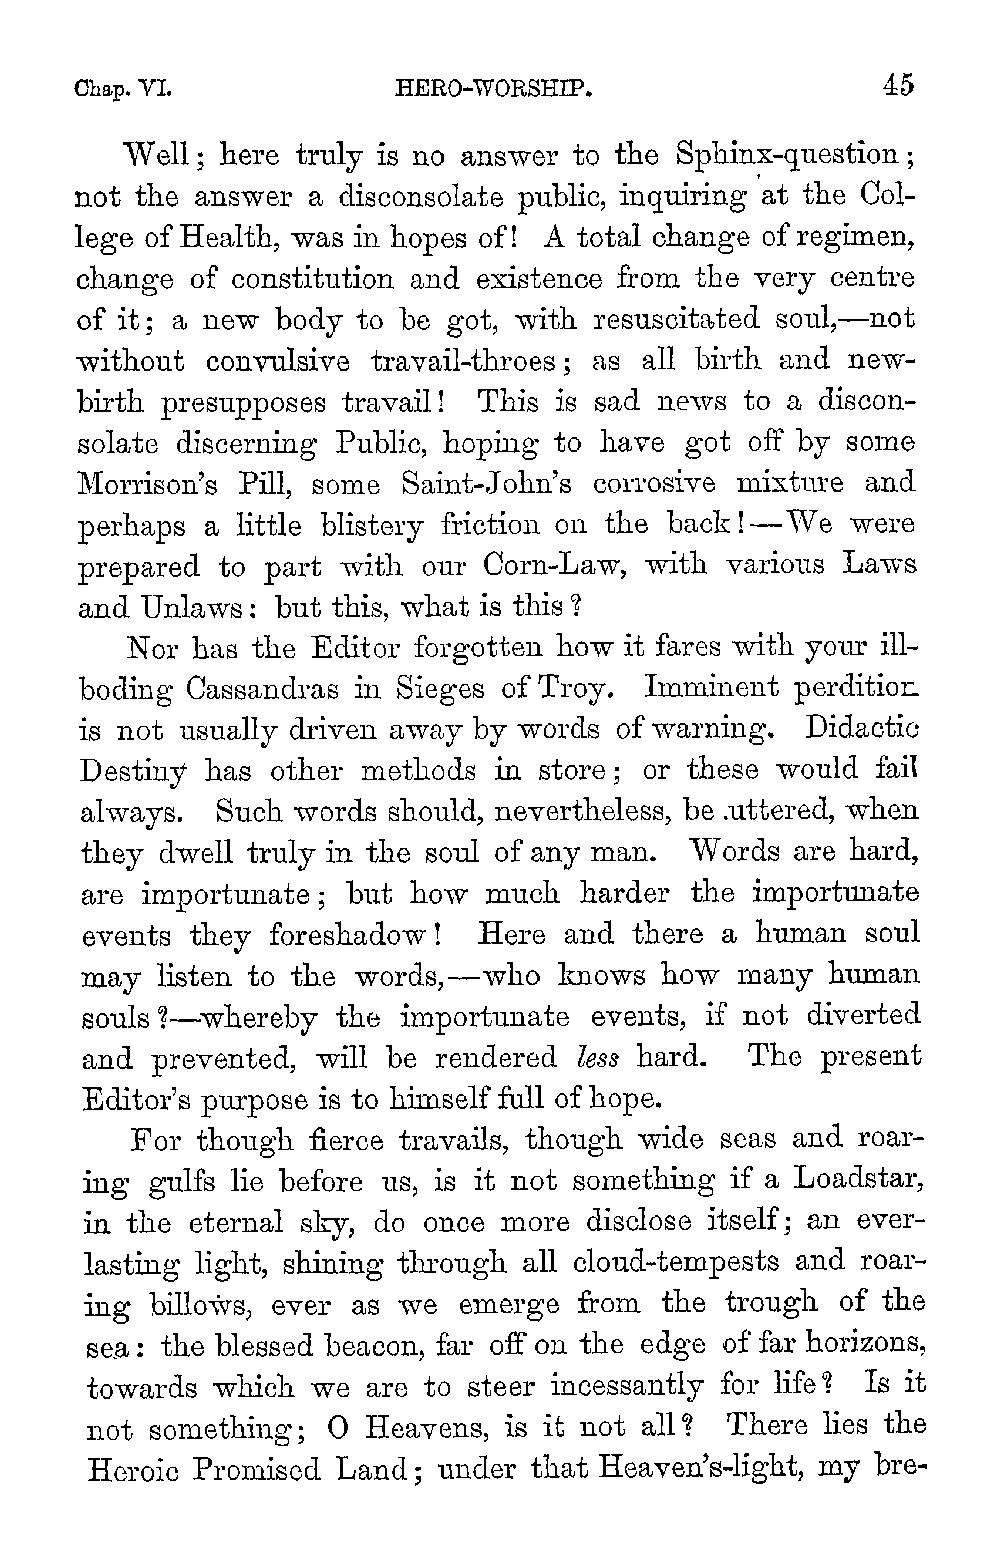 Chap. VI. HERO-WORSHIP. 45
Well; here truly is no answer to the Sphinx-question;
not the answer a disconsolate public, inquiring at the Col-
lege of Health, was in hopes of! A total change of regimen,
change of constitution and existence from the very centre
of it; a new body to be got, with resuscitated soul,—not
without convulsive travail-throes; as all birth and new-
birth presupposes travail! This is sad news to a discon-
solate discerning Public, hoping to have got off by some
Morrison's Pill, some Saint-John's corrosive mixture and
perhaps a little blistery friction on the back!—We were
prepared to part with our Corn-Law, with various Laws
and Unlaws: but this, what is this?
Nor has the Editor forgotten how it fares with your ill-
boding Cassandras in Sieges of Troy. Imminent perdition
is not usually driven away by words of warning. Didactic
Destiny has other methods in store; or these would fail
always. Such words should, nevertheless, be uttered, when
they dwell truly in the soul of any man. Words are hard,
are importunate; but how much harder the importunate
events they foreshadow! Here and there a human soul
may listen to the words,—who knows how many human
souls?—whereby the importunate events, if not diverted
and prevented, will be rendered less hard. The present
Editor's purpose is to himself full of hope.
For though fierce travails, though wide seas and roar-
ing gulfs lie before us, is it not something if a Loadstar,
in the eternal sky, do once more disclose itself; an ever-
lasting light, shining through all cloud-tempests and roar-
ing billows, ever as we emerge from the trough of the
sea: the blessed beacon, far off on the edge of far horizons,
towards which we are to steer incessantly for life? Is it
not something; O Heavens, is it not all? There lies the
Heroic Promised Land; under that Heaven's-light, my bre-